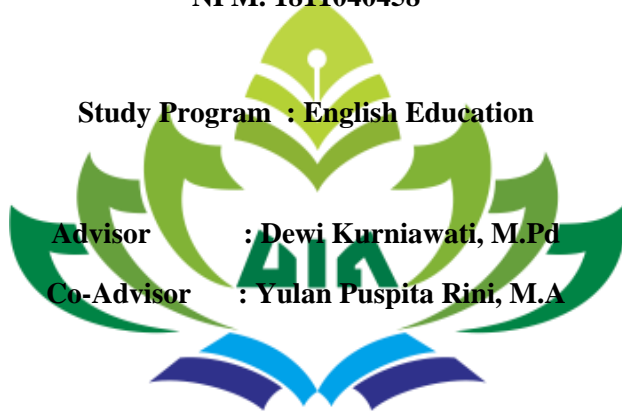 Study Program : English Education
Advisor : Dewi Kurniawati, M.Pd
Co-Advisor : Yulan Puspita Rini, M.A